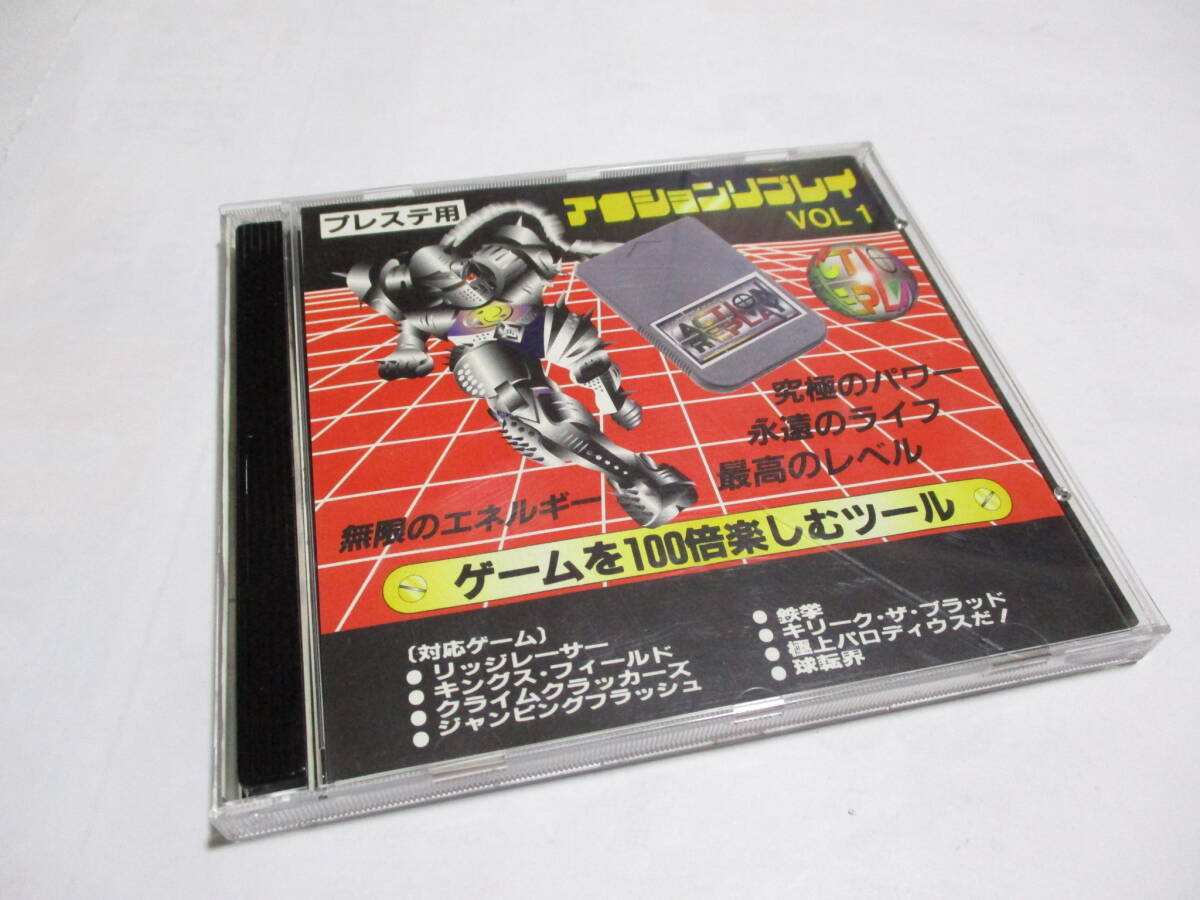 プレステ用
アクションリプレイ
VOL 1
ACTION
REPLAY
究極のパワー
永遠のライフ
最高のレベル
無限のエネルギー
ゲームを100倍楽しむツール
〔対応ゲーム〕
● リッジレーサー
● キングス・フィールド
● クライムクラッカーズ
● ジャンピングフラッシュ
● 鉄拳
● キリーク・ザ・ブラッド
● 極上パロディウスだ!
● 球転界